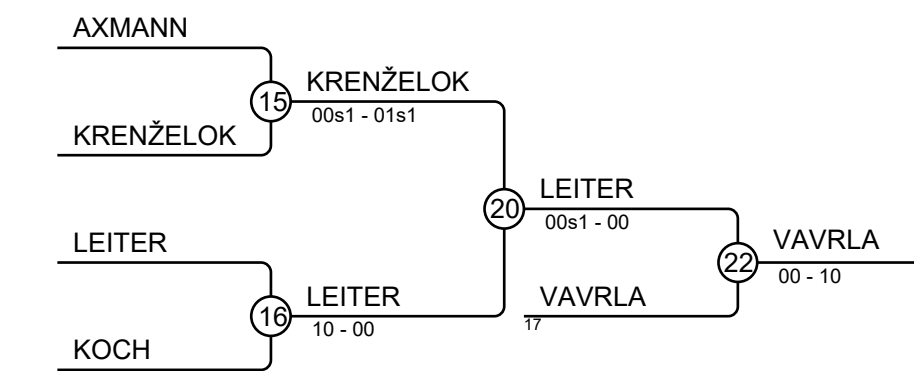 AXMANN
15
KRENŽELOK
00s1 - 01s1
KRENŽELOK
20
LEITER
00s1 - 00
LEITER
22
VAVRLA
00 - 10
16
LEITER
10 - 00
VAVRLA
17
KOCH